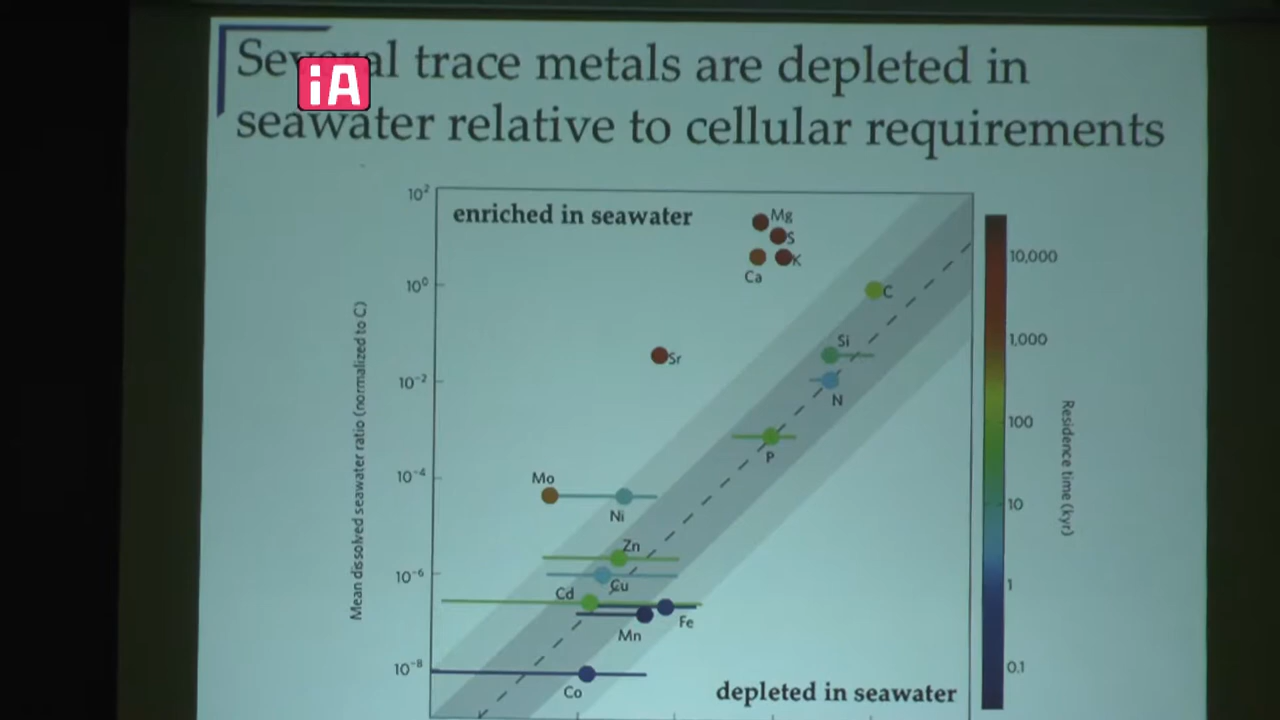 Several trace metals are depleted in
iA
seawater relative to cellular requirements
10²
enriched in seawater
Mg
S
K
Ca
10,000
10⁰
C
Si
1,000
Sr
10⁻²
N
Mean dissolved seawater ratio (normalized to C)
Residence time (kyr)
100
P
10⁻⁴
Mo
Ni
10
Zn
10⁻⁶
Cu
Cd
1
Fe
Mn
10⁻⁸
0.1
Co
depleted in seawater